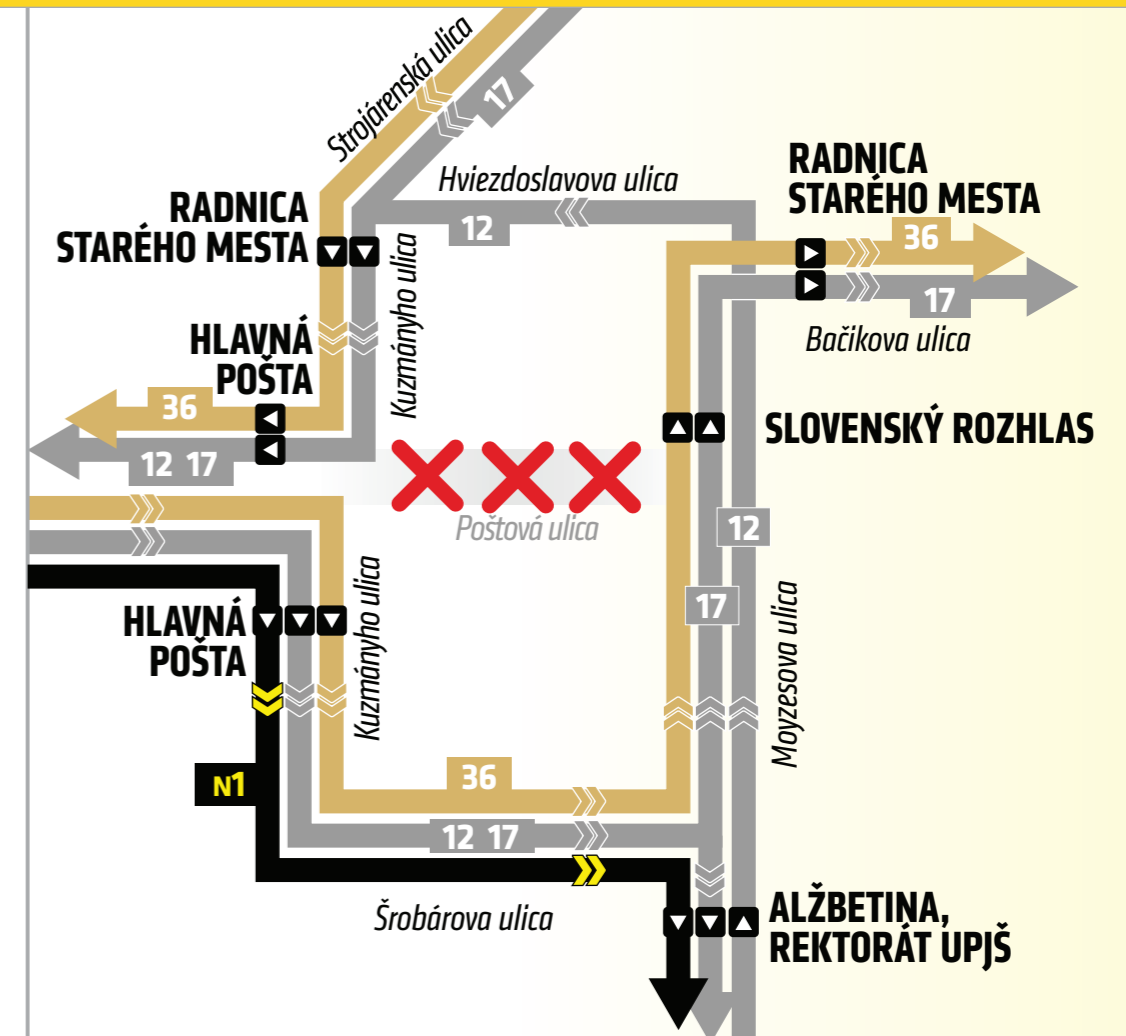 Strojárenská ulica
17
Hviezdoslavova ulica
12
RADNICA
STARÉHO MESTA
RADNICA
STARÉHO MESTA
36
17
Bačikova ulica
Kuzmányho ulica
HLAVNÁ
POŠTA
36
12 17
SLOVENSKÝ ROZHLAS
Poštová ulica
12
17
Moyzesova ulica
HLAVNÁ
POŠTA
Kuzmányho ulica
N1
36
12 17
Šrobárova ulica
ALŽBETINA,
REKTORÁT UPJŠ